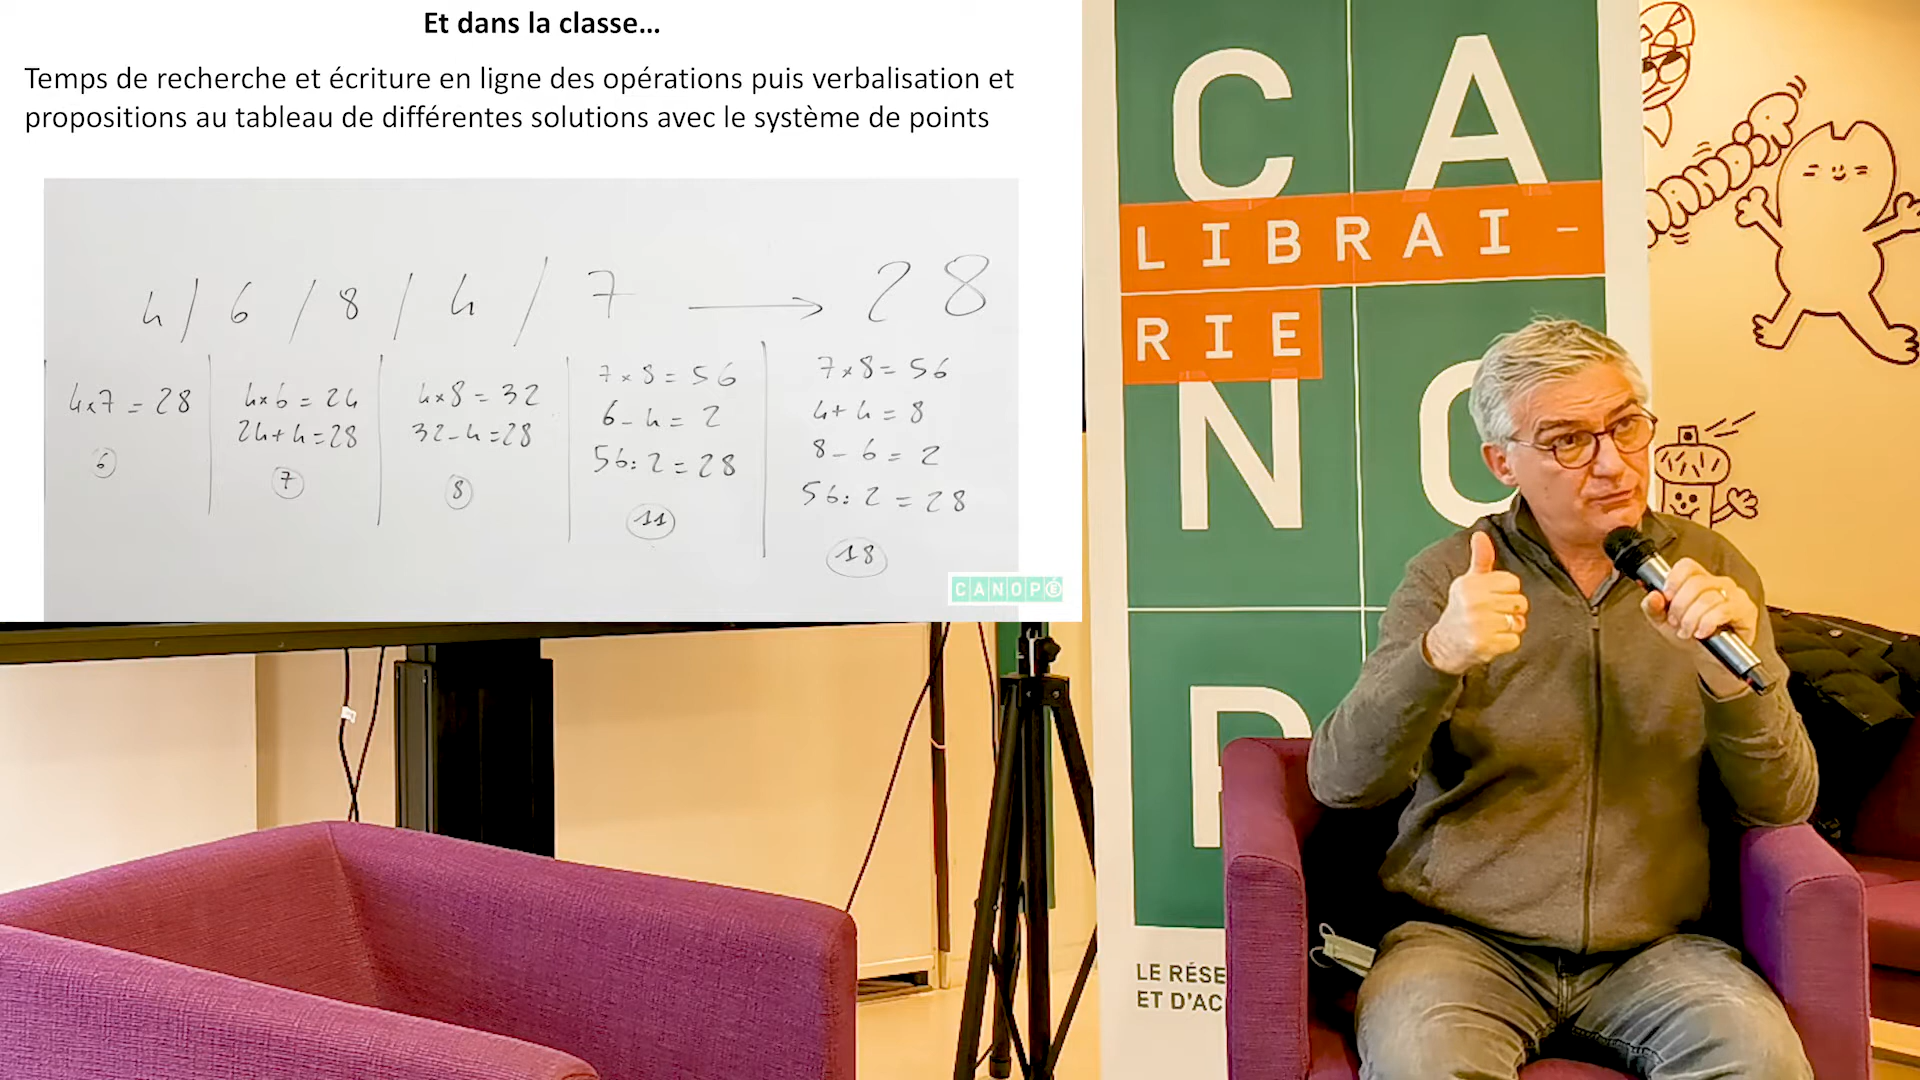 Et dans la classe...
Temps de recherche et écriture en ligne des opérations puis verbalisation et
propositions au tableau de différentes solutions avec le système de points
4 / 6 / 8 / 4 / 7 → 28
4x7 = 28
6
4x6 = 24
24+4=28
7
4x8 = 32
32-4=28
8
7x8=56
6-4=2
56:2=28
11
7x8=56
4+4=8
8-6=2
56:2=28
18
CANOPÉ
CA
LIBRAI-
RIE
NO
P
LE RÉSE
ET D'AC